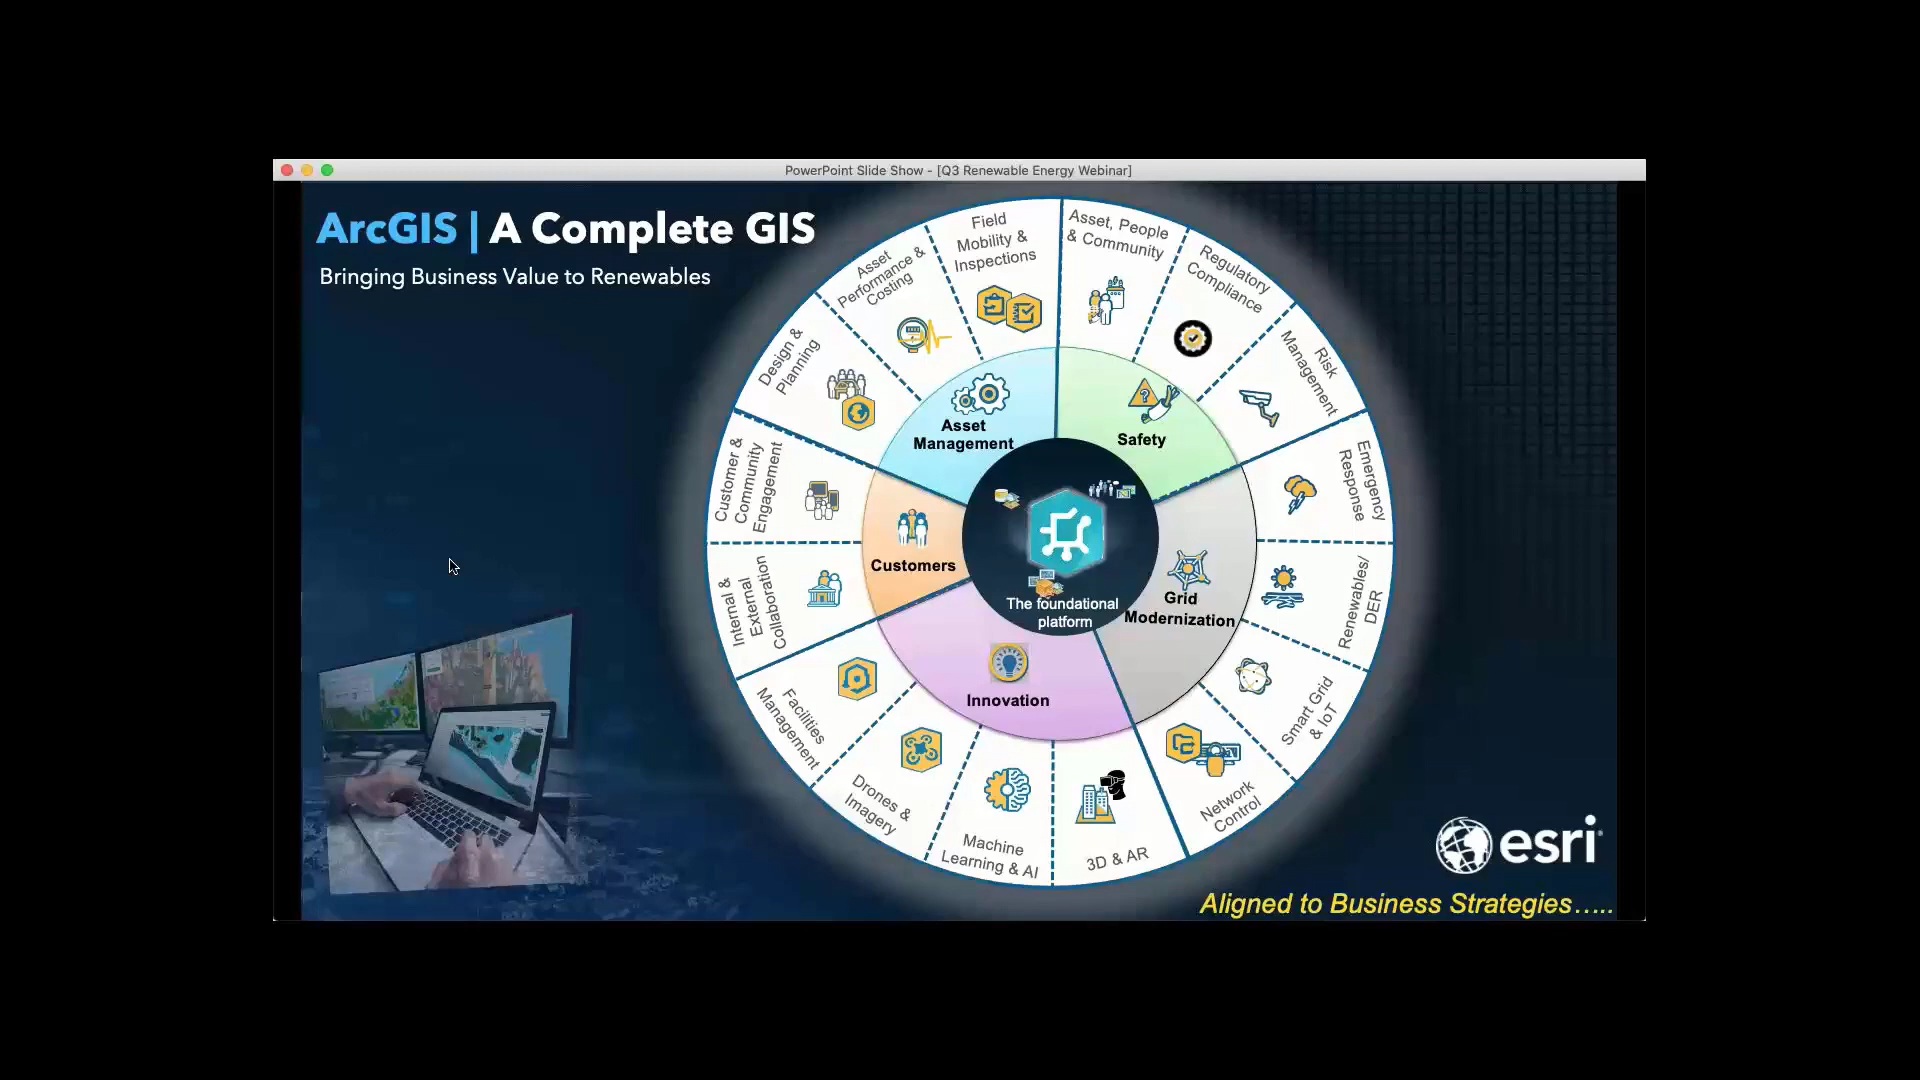 PowerPoint Slide Show - [Q3 Renewable Energy Webinar]
ArcGIS | A Complete GIS
Bringing Business Value to Renewables
Field
Mobility &
Inspections
Asset, People
& Community
Regulatory
Compliance
Risk
Management
Emergency
Response
Renewables/
DER
Smart Grid
& IoT
Network
Control
3D & AR
Machine
Learning & AI
Drones &
Imagery
Facilities
Management
Internal &
External
Collaboration
Customer &
Community
Engagement
Design &
Planning
Asset
Performance &
Costing
Asset
Management
Safety
Grid
Modernization
Innovation
Customers
The foundational
platform
esri
Aligned to Business Strategies…..